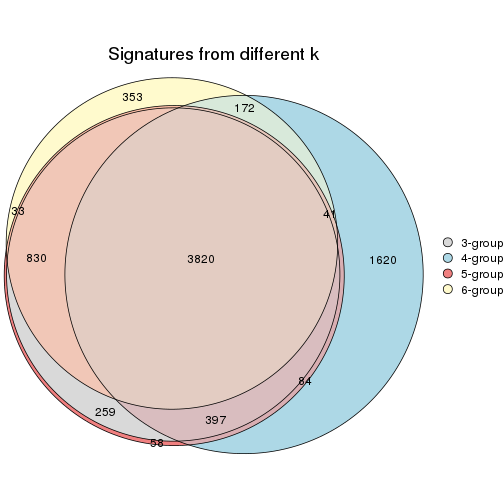 Signatures from different k
353
172
33
41
830
3820
1620
3-group
4-group
5-group
6-group
84
259
397
58